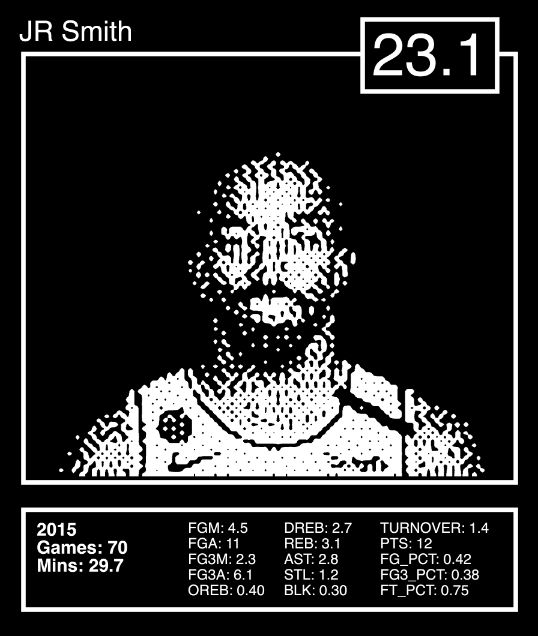 JR Smith
23.1
2015
Games: 70
Mins: 29.7
FGM: 4.5
FGA: 11
FG3M: 2.3
FG3A: 6.1
OREB: 0.40
DREB: 2.7
REB: 3.1
AST: 2.8
STL: 1.2
BLK: 0.30
TURNOVER: 1.4
PTS: 12
FG_PCT: 0.42
FG3_PCT: 0.38
FT_PCT: 0.75